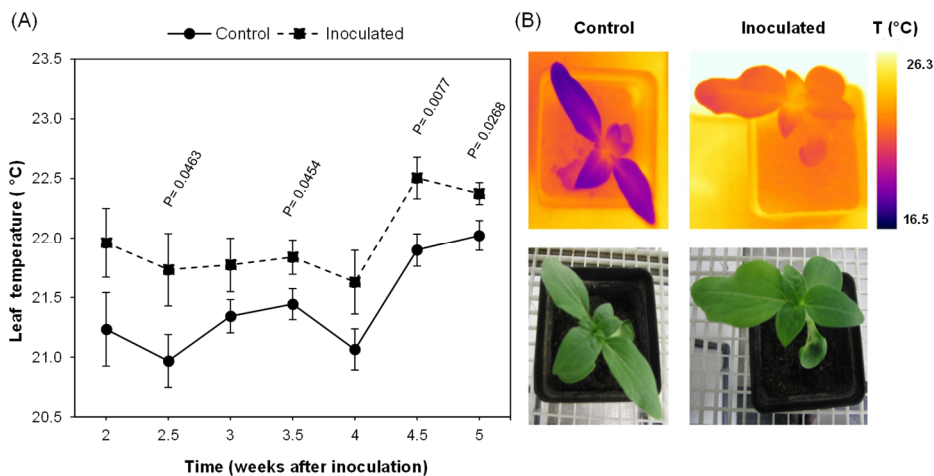 (A)
Control Inoculated
Leaf temperature ( °C)
23.5
23.0
22.5
22.0
21.5
21.0
20.5
P= 0.0463
P= 0.0454
P= 0.0077
P= 0.0268
2 2.5 3 3.5 4 4.5 5
Time (weeks after inoculation)
(B)
Control Inoculated T (°C)
26.3
16.5